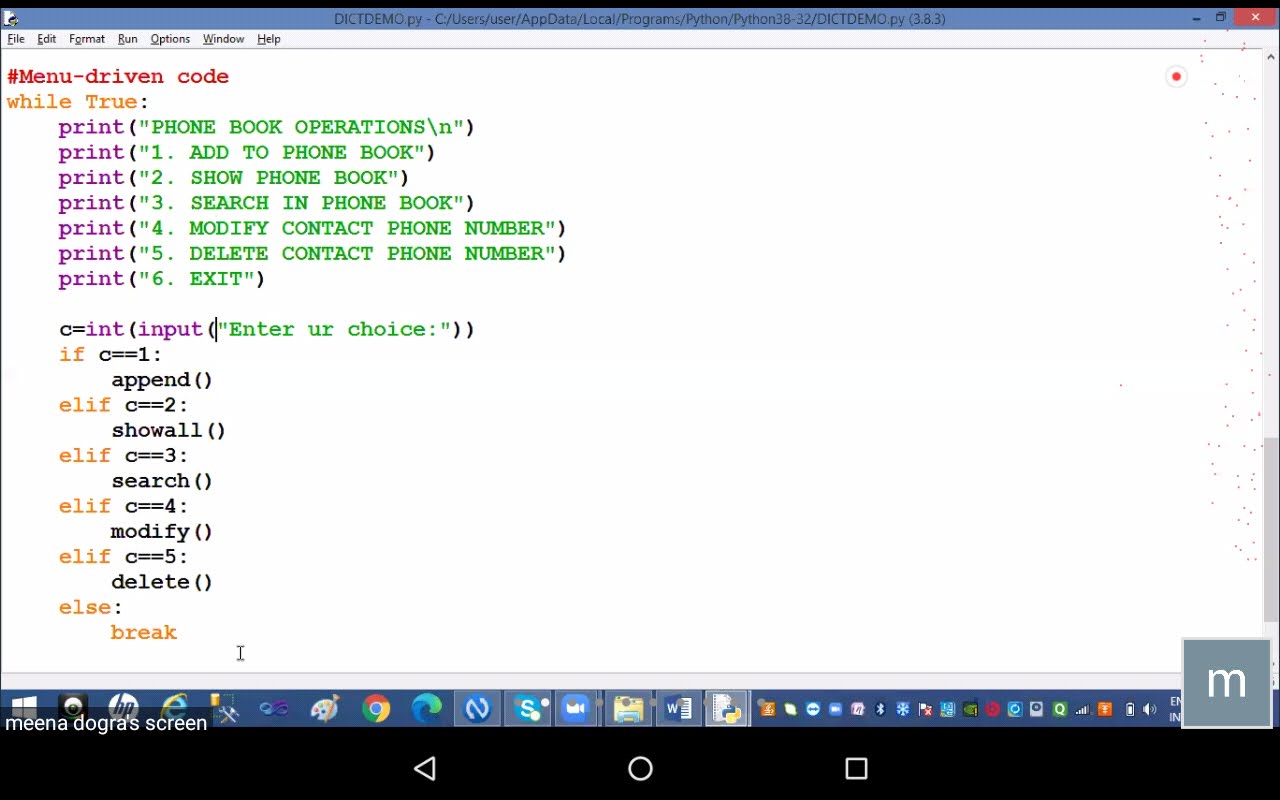 DICTDEMO.py - C:/Users/user/AppData/Local/Programs/Python/Python38-32/DICTDEMO.py (3.8.3)
File Edit Format Run Options Window Help
#Menu-driven code
while True:
    print("PHONE BOOK OPERATIONS\n")
    print("1. ADD TO PHONE BOOK")
    print("2. SHOW PHONE BOOK")
    print("3. SEARCH IN PHONE BOOK")
    print("4. MODIFY CONTACT PHONE NUMBER")
    print("5. DELETE CONTACT PHONE NUMBER")
    print("6. EXIT")
    c=int(input("Enter ur choice:"))
    if c==1:
        append()
    elif c==2:
        showall()
    elif c==3:
        search()
    elif c==4:
        modify()
    elif c==5:
        delete()
    else:
        break
m
EN
IN
meena dogra's screen